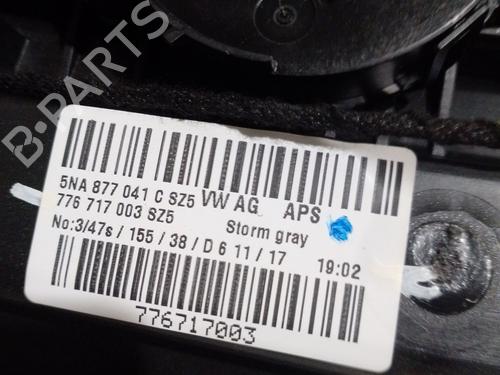 B-PARTS
5NA 877 041 C SZ5 VW AG APS
776 717 003 SZ5
Storm gray
No:3/47s / 155 / 38 / D 6 11 / 17 19:02
776717003